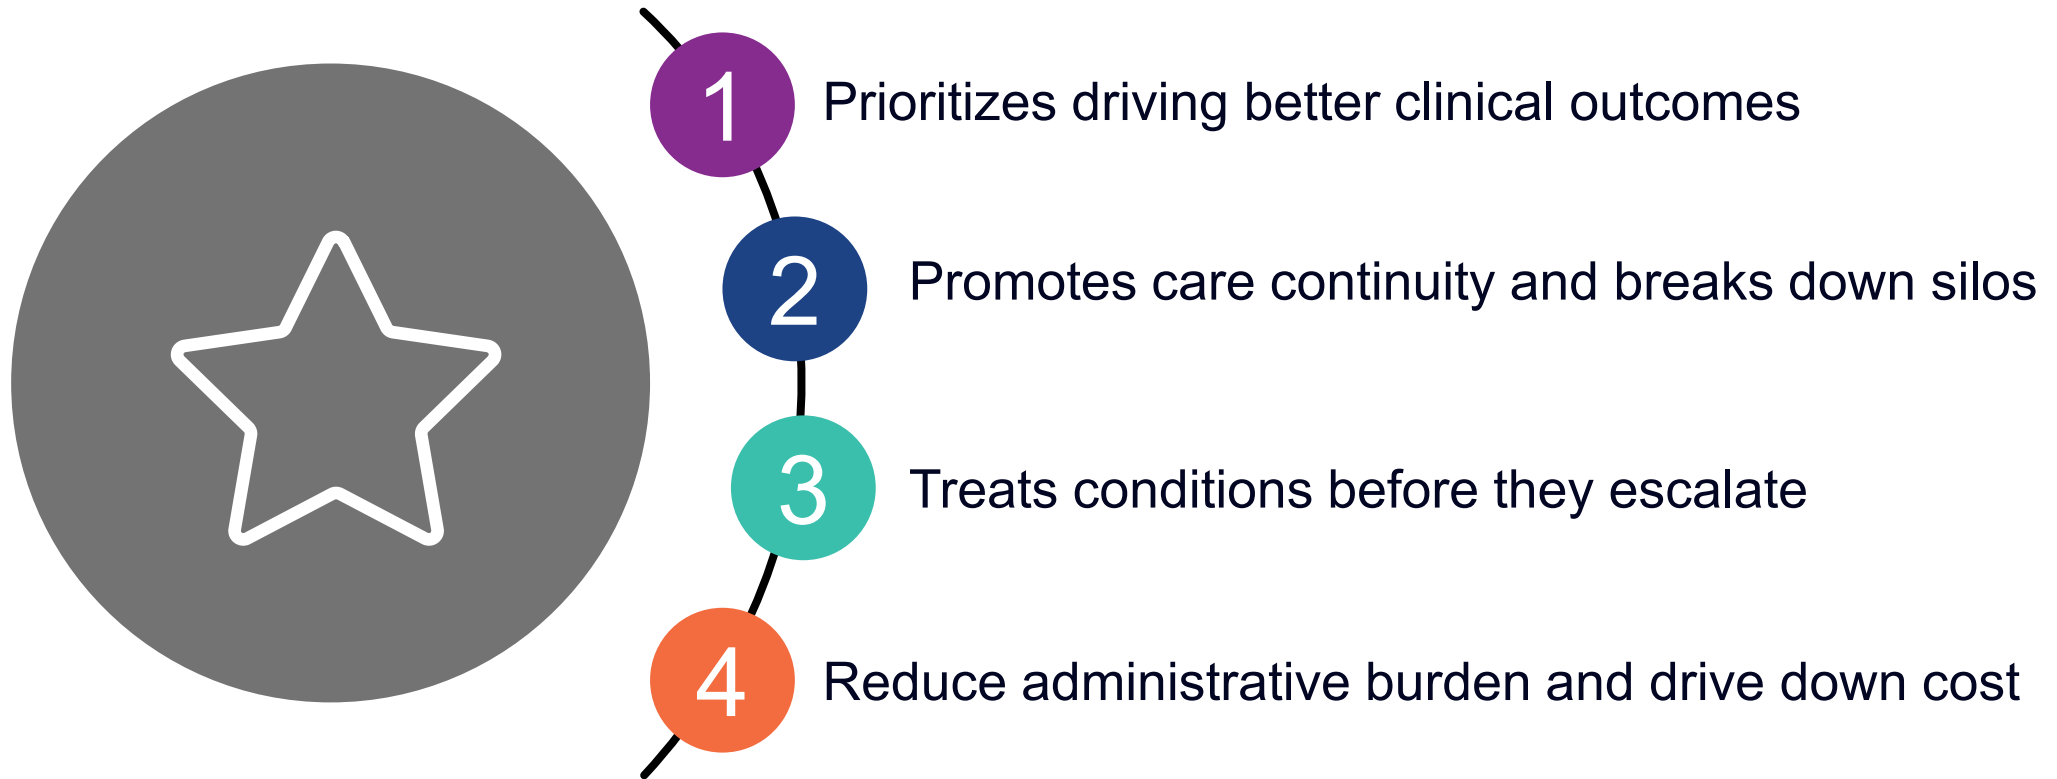 1 Prioritizes driving better clinical outcomes
2 Promotes care continuity and breaks down silos
3 Treats conditions before they escalate
4 Reduce administrative burden and drive down cost